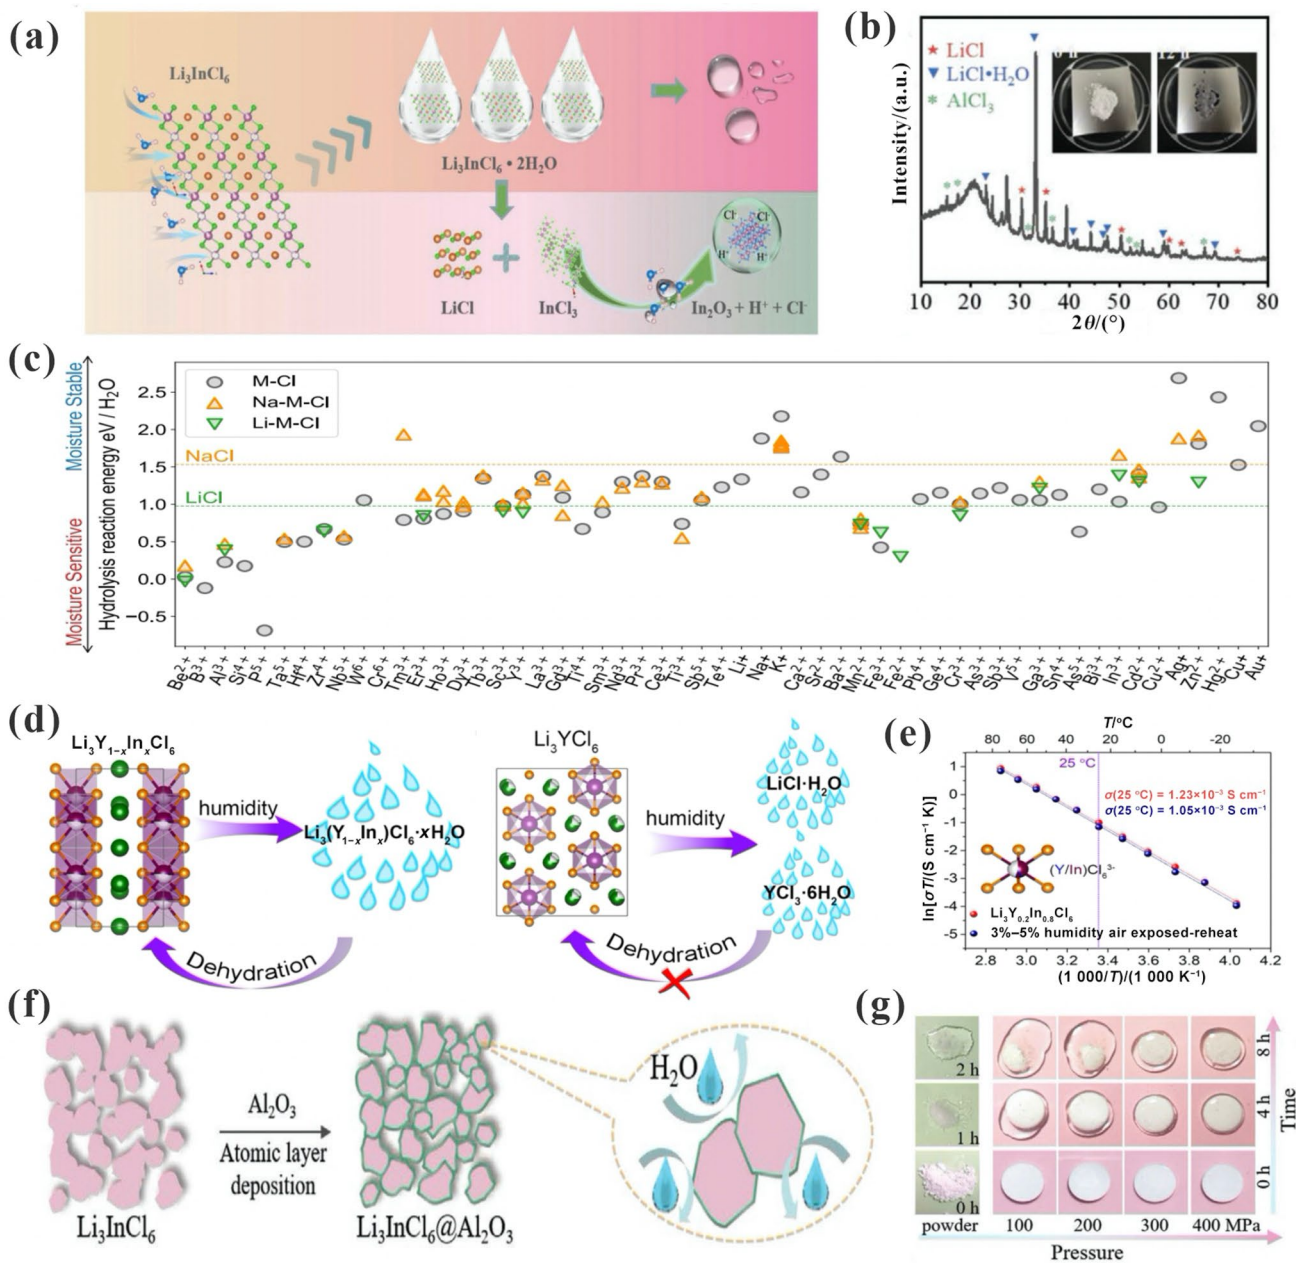 (a)
Li₃InCl₆
Li₃InCl₆ • 2H₂O
LiCl
InCl₃
Cl⁻ Cl⁻
H⁺ H⁺
In₂O₃ + H⁺ + Cl⁻
(b)
LiCl
LiCl•H₂O
AlCl₃
0 h
12 h
Intensity/(a.u.)
10 20 30 40 50 60 70 80
2θ/(°)
(c)
Moisture Stable
Moisture Sensitive
Hydrolysis reaction energy eV / H₂O
2.5
2.0
1.5
1.0
0.5
0.0
−0.5
M-Cl
Na-M-Cl
Li-M-Cl
NaCl
LiCl
Be²⁺ B³⁺ Al³⁺ Si⁴⁺ P⁵⁺ Ta⁵⁺ Hf⁴⁺ Zr⁴⁺ Nb⁵⁺ W⁶⁺ Cr⁶⁺ Tm³⁺ Er³⁺ Ho³⁺ Dy³⁺ Tb³⁺ Sc³⁺ Y³⁺ La³⁺ Gd³⁺ Ti⁴⁺ Sm³⁺ Nd³⁺ Pr³⁺ Ce³⁺ Ti³⁺ Sb⁵⁺ Te⁴⁺ Li⁺ Na⁺ K⁺ Ca²⁺ Sr²⁺ Ba²⁺ Mn²⁺ Fe³⁺ Fe²⁺ Pb⁴⁺ Ge⁴⁺ Cr³⁺ As³⁺ Sb³⁺ V²⁺ Ga³⁺ Sn⁴⁺ As⁵⁺ Bi³⁺ In³⁺ Cd²⁺ Cu²⁺ Ag⁺ Zn²⁺ Hg²⁺ Cu⁺ Au⁺
(d)
Li₃Y₁₋ₓInₓCl₆
humidity
Li₃(Y₁₋ₓInₓ)Cl₆·xH₂O
Dehydration
Li₃YCl₆
humidity
LiCl·H₂O
YCl₃·6H₂O
Dehydration
(e)
T/°C
75 60 45 30 15 0 -25
25 °C
σ(25 °C) = 1.23×10⁻³ S cm⁻¹
σ(25 °C) = 1.05×10⁻³ S cm⁻¹
ln[σT/(S cm⁻¹ K)]
1
0
-1
-2
-3
-4
-5
(Y/In)Cl₆³⁻
Li₃Y₀.₂In₀.₈Cl₆
3%–5% humidity air exposed-reheat
2.8 3.0 3.2 3.4 3.6 3.8 4.0 4.2
(1 000/T)/(1 000 K⁻¹)
(f)
Li₃InCl₆
Al₂O₃
Atomic layer
deposition
Li₃InCl₆@Al₂O₃
H₂O
(g)
2 h
1 h
0 h
8 h
4 h
0 h
Time
powder 100 200 300 400 MPa
Pressure